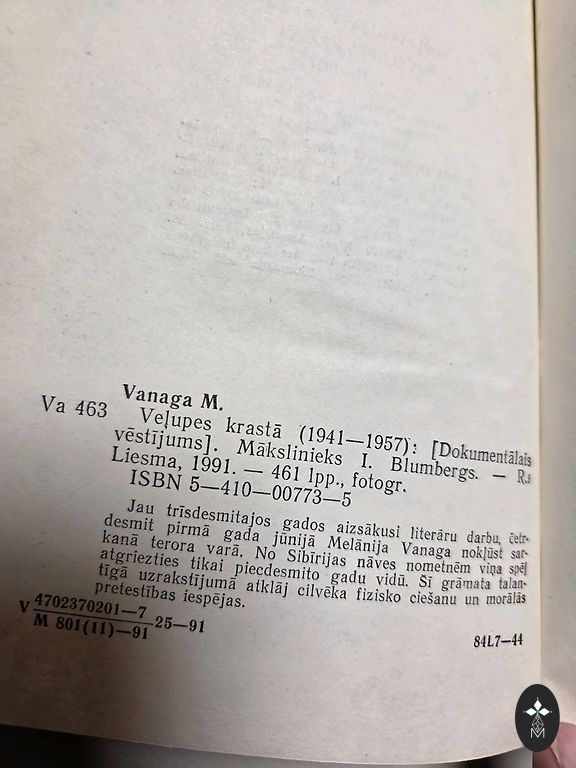 Vanaga M.
Va 463 Veļupes krastā (1941—1957): [Dokumentālais
vēstījums]. Mākslinieks I. Blumbergs. — R.:
Liesma, 1991. — 461 lpp., fotogr.
ISBN 5—410—00773—5
Jau trīsdesmitajos gados aizsākusi literāru darbu, četr-
desmit pirmā gada jūnijā Melānija Vanaga nokļūst sar-
kanā terora varā. No Sibīrijas nāves nometnēm viņa spēj
atgriezties tikai piecdesmito gadu vidū. Šī grāmata talan-
tīgā uzrakstījumā atklāj cilvēka fizisko ciešanu un morālās
pretestības iespējas.
V 4702370201—7 25—91
M 801(11)—91
84L7—44
M